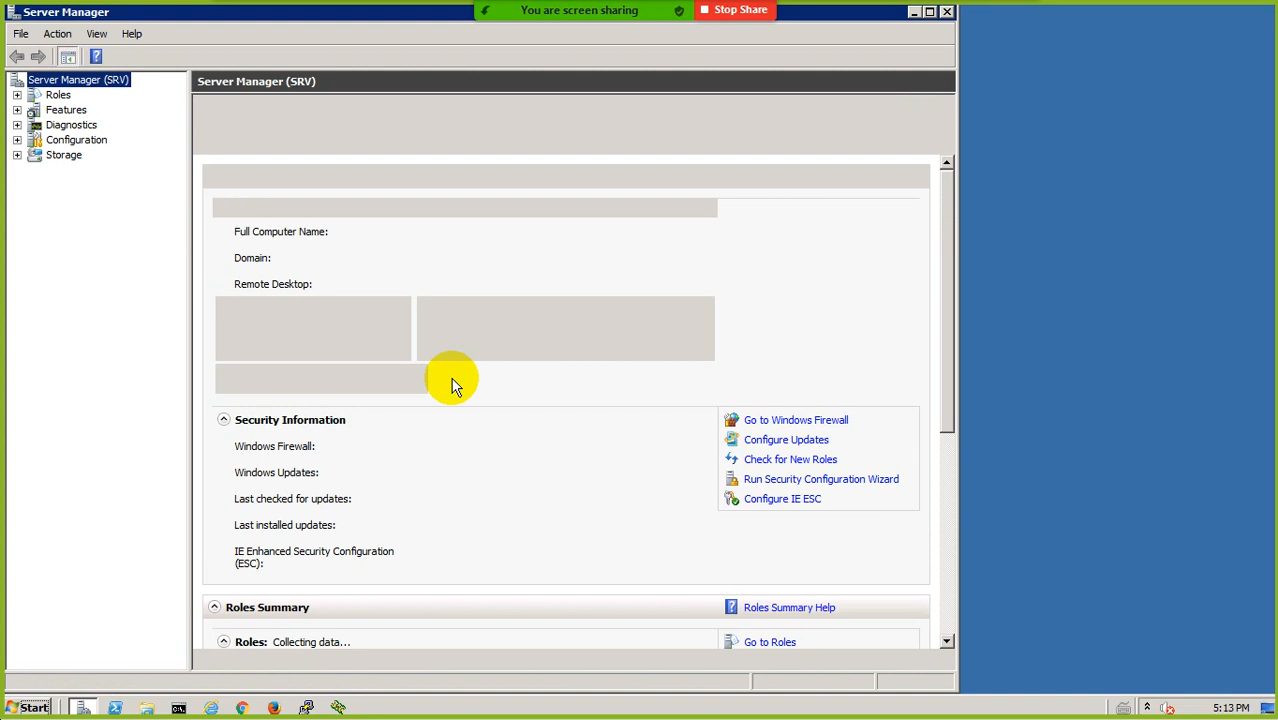 Server Manager
You are screen sharing
Stop Share
File Action View Help
Server Manager (SRV)
Roles
Features
Diagnostics
Configuration
Storage
Server Manager (SRV)
Full Computer Name:
Domain:
Remote Desktop:
Security Information
Windows Firewall:
Windows Updates:
Last checked for updates:
Last installed updates:
IE Enhanced Security Configuration
(ESC):
Go to Windows Firewall
Configure Updates
Check for New Roles
Run Security Configuration Wizard
Configure IE ESC
Roles Summary
Roles Summary Help
Roles: Collecting data...
Go to Roles
Start
5:13 PM